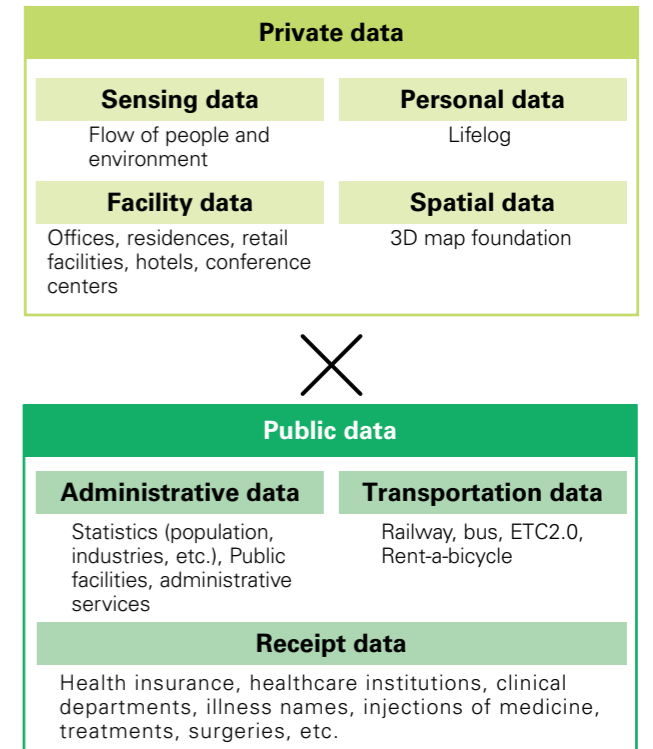 Private data
Sensing data
Flow of people and
environment
Personal data
Lifelog
Facility data
Offices, residences, retail
facilities, hotels, conference
centers
Spatial data
3D map foundation
Public data
Administrative data
Statistics (population,
industries, etc.), Public
facilities, administrative
services
Transportation data
Railway, bus, ETC2.0,
Rent-a-bicycle
Receipt data
Health insurance, healthcare institutions, clinical
departments, illness names, injections of medicine,
treatments, surgeries, etc.